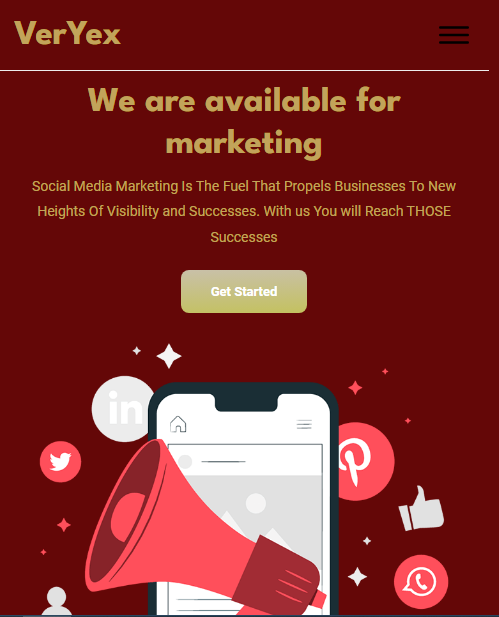 VerYex
We are available for
marketing
Social Media Marketing Is The Fuel That Propels Businesses To New
Heights Of Visibility and Successes. With us You will Reach THOSE
Successes
Get Started
in